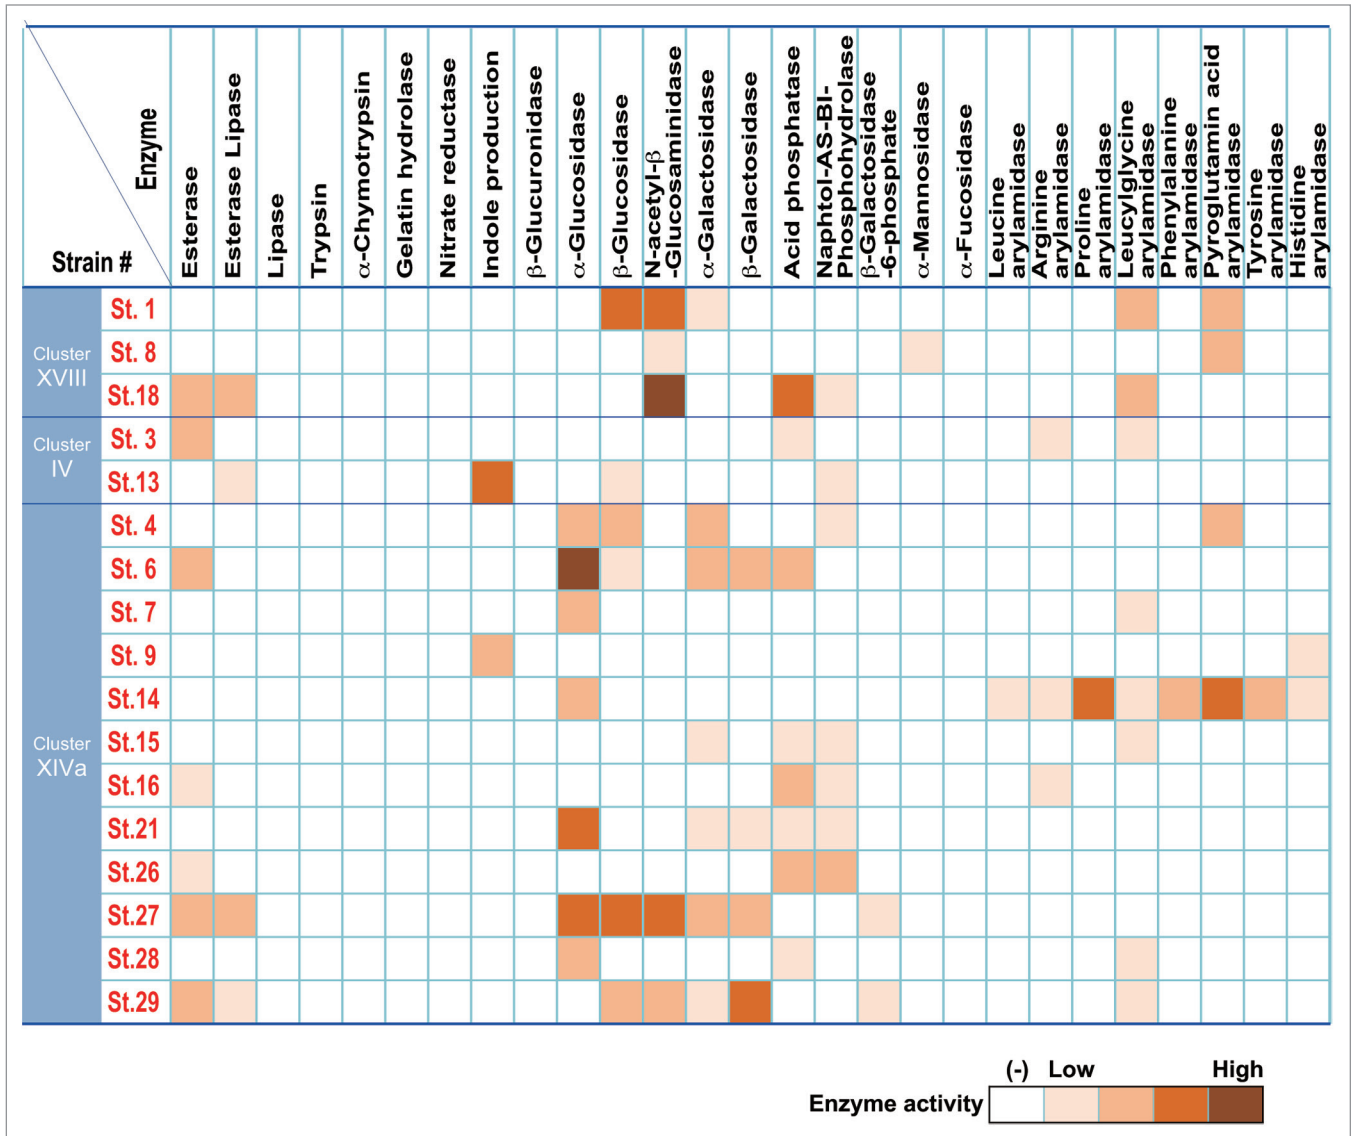 Enzyme
Strain #
Esterase
Esterase Lipase
Lipase
Trypsin
α-Chymotrypsin
Gelatin hydrolase
Nitrate reductase
Indole production
β-Glucuronidase
α-Glucosidase
β-Glucosidase
N-acetyl-β
-Glucosaminidase
α-Galactosidase
β-Galactosidase
Acid phosphatase
Naphtol-AS-BI-
Phosphohydrolase
β-Galactosidase
-6-phosphate
α-Mannosidase
α-Fucosidase
Leucine
arylamidase
Arginine
arylamidase
Proline
arylamidase
Leucylglycine
arylamidase
Phenylalanine
arylamidase
Pyroglutamin acid
arylamidase
Tyrosine
arylamidase
Histidine
arylamidase
Cluster
XVIII
St. 1
St. 8
St.18
Cluster
IV
St. 3
St.13
Cluster
XIVa
St. 4
St. 6
St. 7
St. 9
St.14
St.15
St.16
St.21
St.26
St.27
St.28
St.29
(-) Low High
Enzyme activity